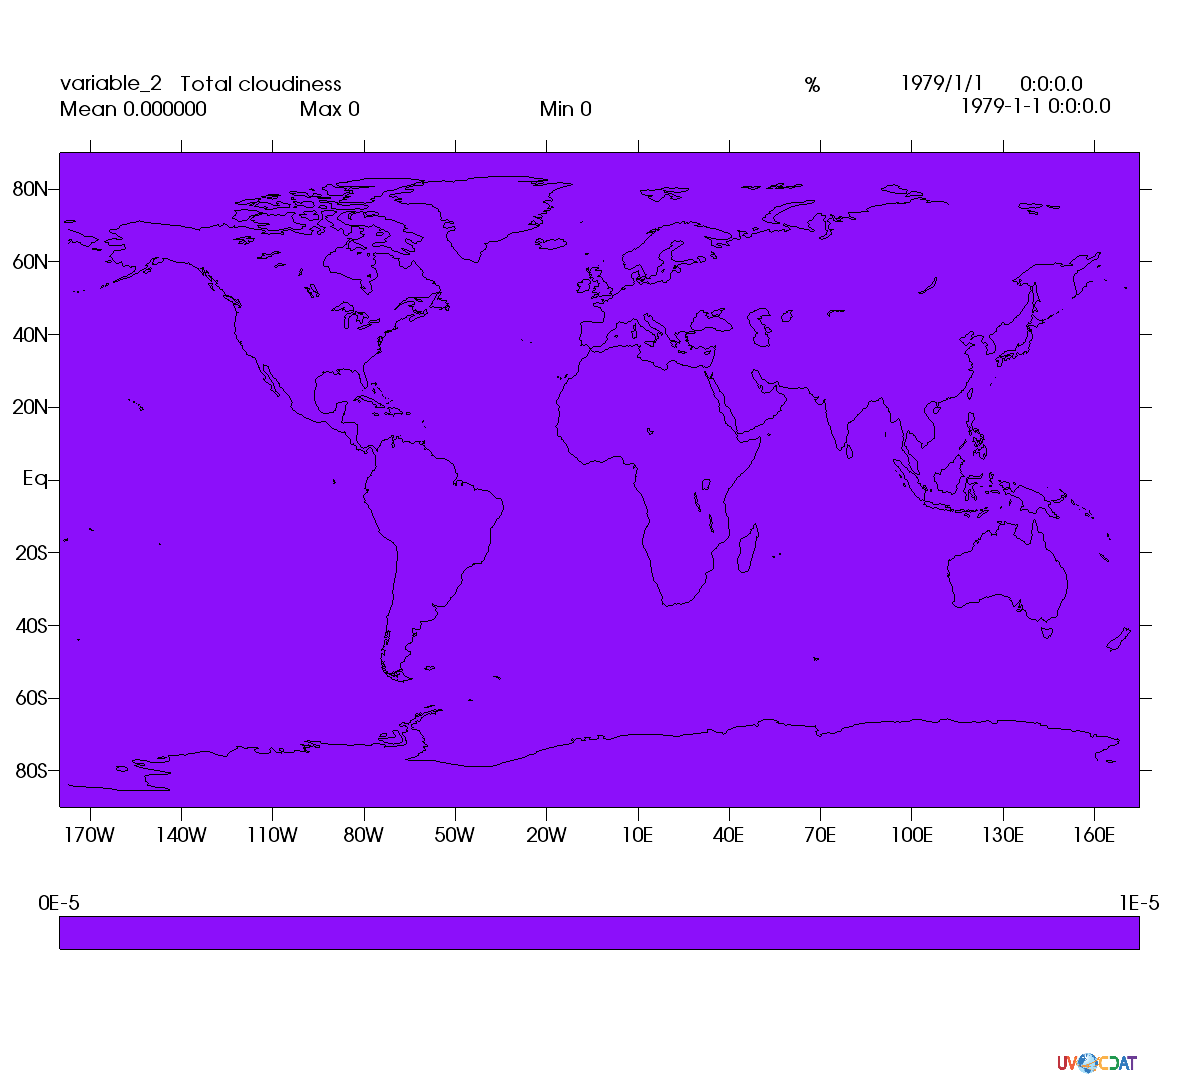 variable_2 Total cloudiness % 1979/1/1 0:0:0.0
Mean 0.000000 Max 0 Min 0 1979-1-1 0:0:0.0
80N
60N
40N
20N
Eq
20S
40S
60S
80S
170W 140W 110W 80W 50W 20W 10E 40E 70E 100E 130E 160E
0E-5 1E-5
UV CDAT